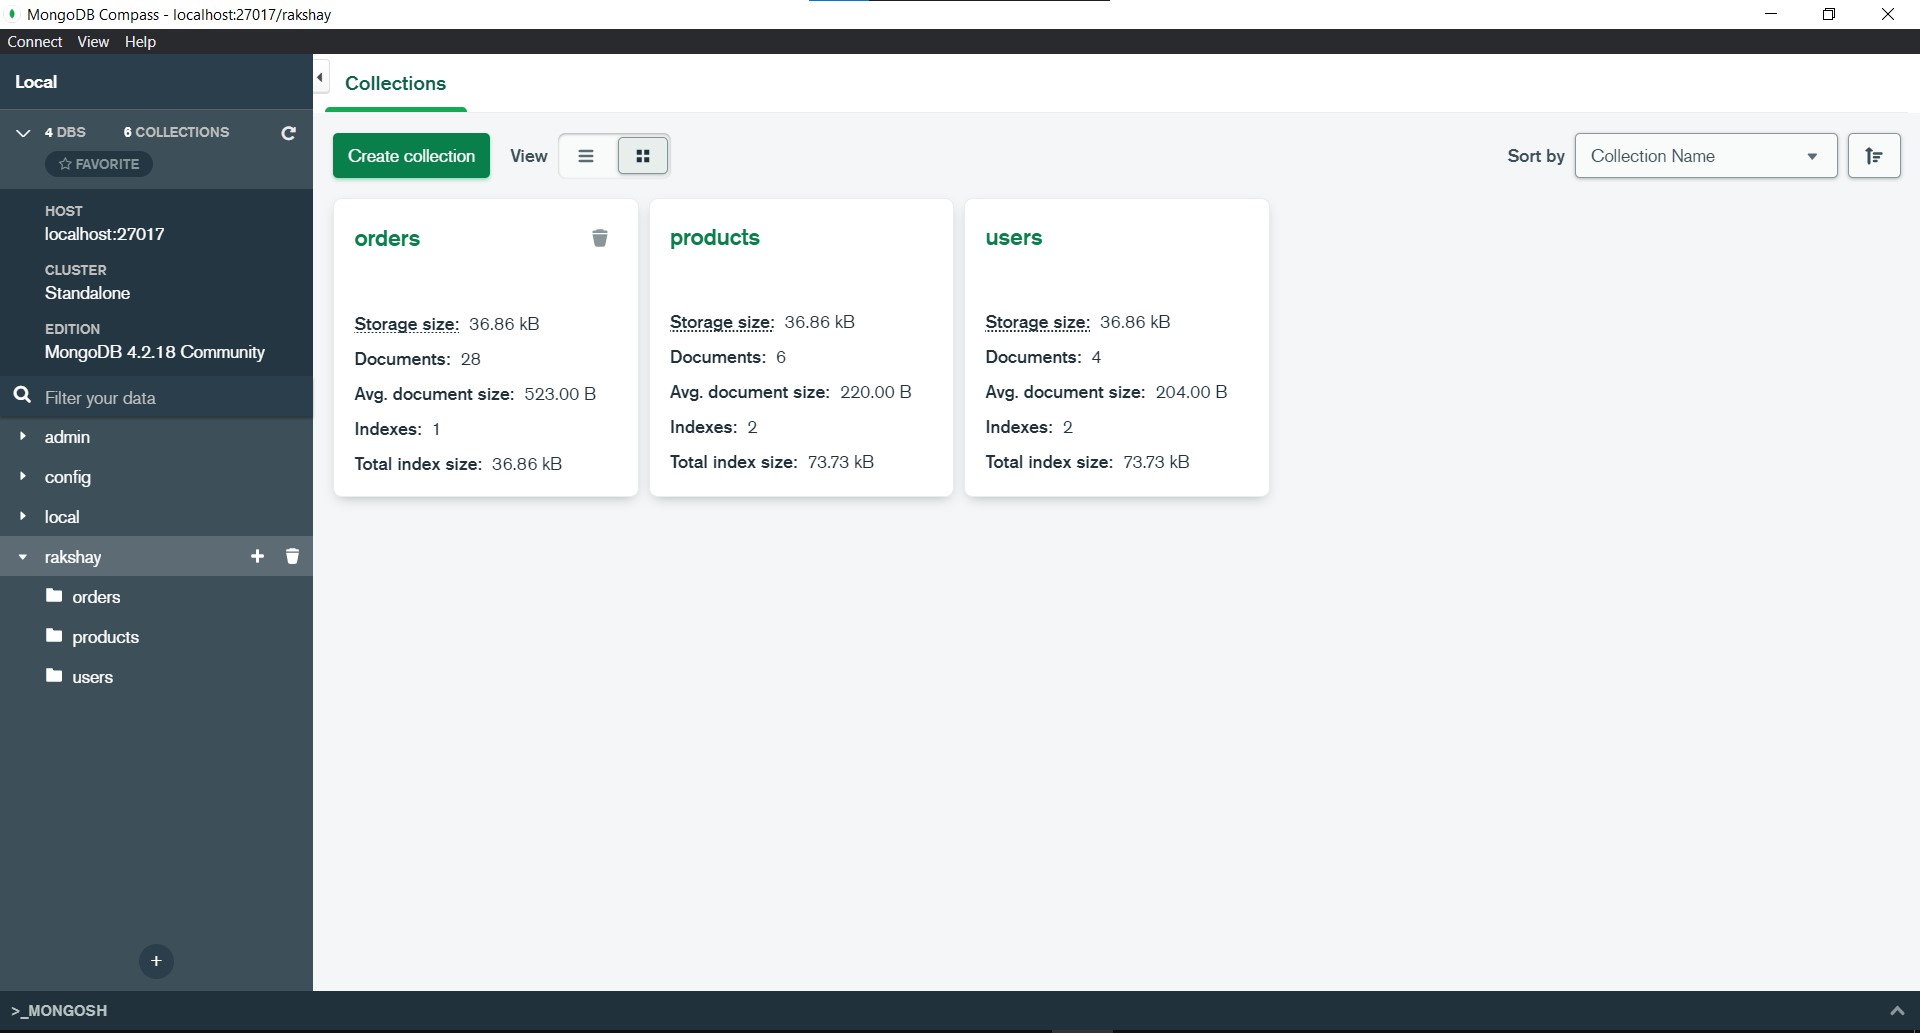 MongoDB Compass - localhost:27017/rakshay
Connect View Help
Local
4 DBS 6 COLLECTIONS
FAVORITE
HOST
localhost:27017
CLUSTER
Standalone
EDITION
MongoDB 4.2.18 Community
Filter your data
admin
config
local
rakshay
orders
products
users
Collections
Create collection View Sort by Collection Name
orders
Storage size: 36.86 kB
Documents: 28
Avg. document size: 523.00 B
Indexes: 1
Total index size: 36.86 kB
products
Storage size: 36.86 kB
Documents: 6
Avg. document size: 220.00 B
Indexes: 2
Total index size: 73.73 kB
users
Storage size: 36.86 kB
Documents: 4
Avg. document size: 204.00 B
Indexes: 2
Total index size: 73.73 kB
>_MONGOSH